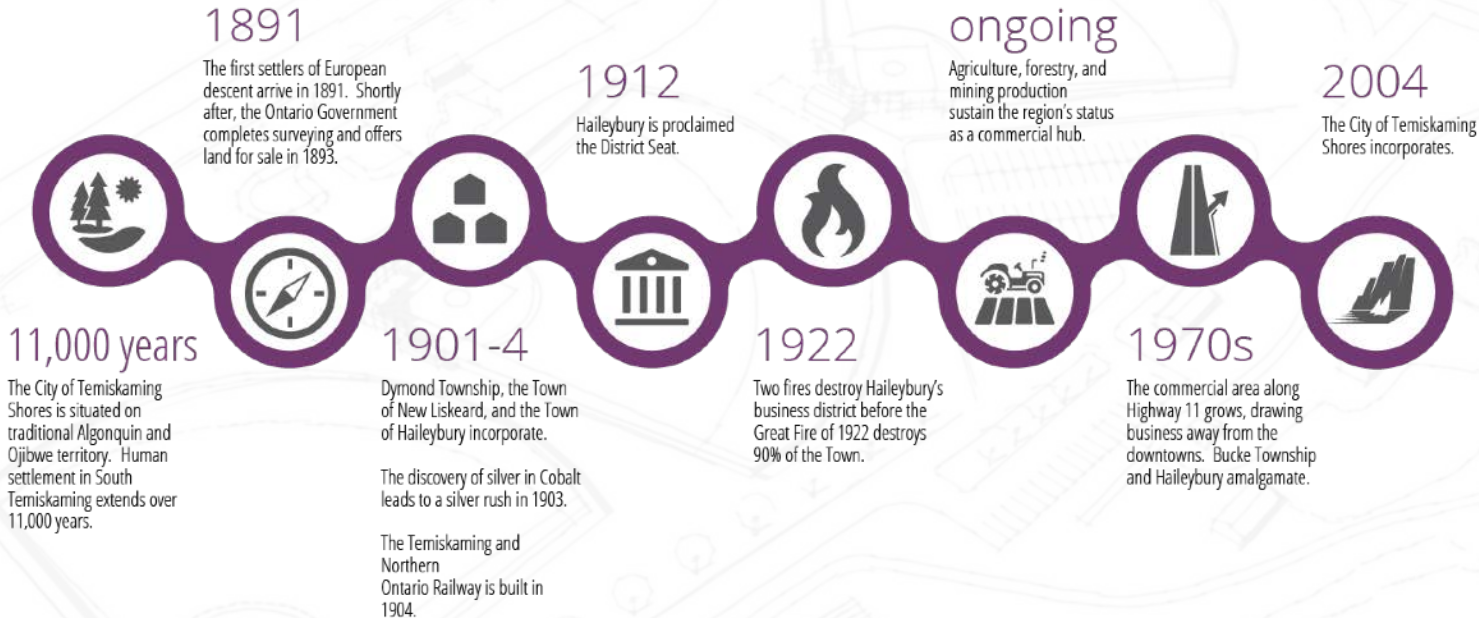 11,000 years
The City of Temiskaming
Shores is situated on
traditional Algonquin and
Ojibwe territory. Human
settlement in South
Temiskaming extends over
11,000 years.
1891
The first settlers of European
descent arrive in 1891. Shortly
after, the Ontario Government
completes surveying and offers
land for sale in 1893.
1901-4
Dymond Township, the Town
of New Liskeard, and the Town
of Haileybury incorporate.
The discovery of silver in Cobalt
leads to a silver rush in 1903.
The Temiskaming and
Northern
Ontario Railway is built in
1904.
1912
Haileybury is proclaimed
the District Seat.
1922
Two fires destroy Haileybury's
business district before the
Great Fire of 1922 destroys
90% of the Town.
ongoing
Agriculture, forestry, and
mining production
sustain the region's status
as a commercial hub.
1970s
The commercial area along
Highway 11 grows, drawing
business away from the
downtowns. Bucke Township
and Haileybury amalgamate.
2004
The City of Temiskaming
Shores incorporates.